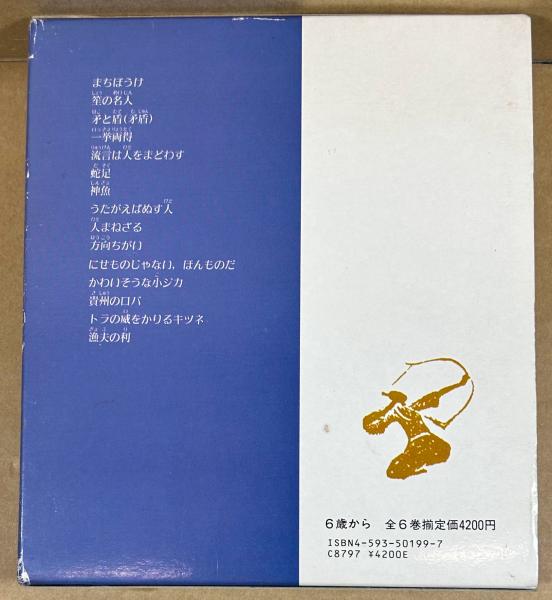 まちぼうけ
笙の名人
矛と盾(矛盾)
一挙両得
流言は人をまどわす
蛇足
神魚
うたがえばぬす人
人まねざる
方向ちがい
にせものじゃない，ほんものだ
かわいそうな小ジカ
貴州のロバ
トラの威をかりるキツネ
漁夫の利
6歳から 全6巻揃定価4200円
ISBN4-593-50199-7
C8797 ¥4200E